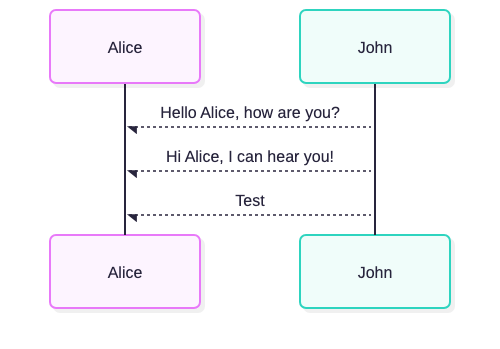 Alice
John
Hello Alice, how are you?
Hi Alice, I can hear you!
Test
Alice
John